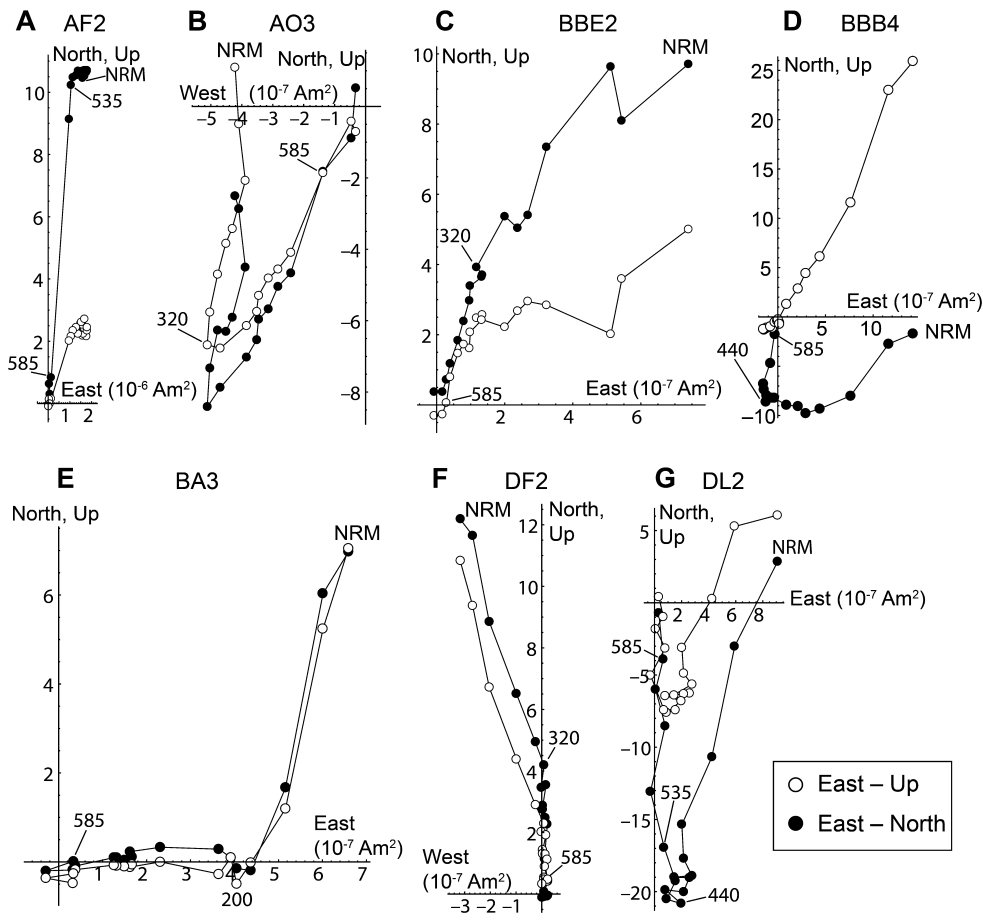 A AF2
North, Up
NRM
535
10
8
6
4
2
585
East (10-6 Am2)
1 2
B AO3
NRM
North, Up
West (10-7 Am2)
−5 −4 −3 −2 −1
585
−2
−4
320
−6
−8
C BBE2
10
North, Up
NRM
8
6
320
4
2
585
East (10-7 Am2)
2 4 6
D BBB4
25
North, Up
20
15
10
5
East (10-7 Am2)
5 10
NRM
585
440
−10
E BA3
North, Up
NRM
6
4
2
585
East
(10-7 Am2)
1 2 3 4 5 6 7
200
F DF2
NRM
North,
Up
12
10
8
6
320
4
2
585
West
(10-7 Am2)
−3 −2 −1
G DL2
North,
Up
5
NRM
East (10-7 Am2)
2 4 6 8
585
−5
−10
535
−15
−20
440
East – Up
East – North